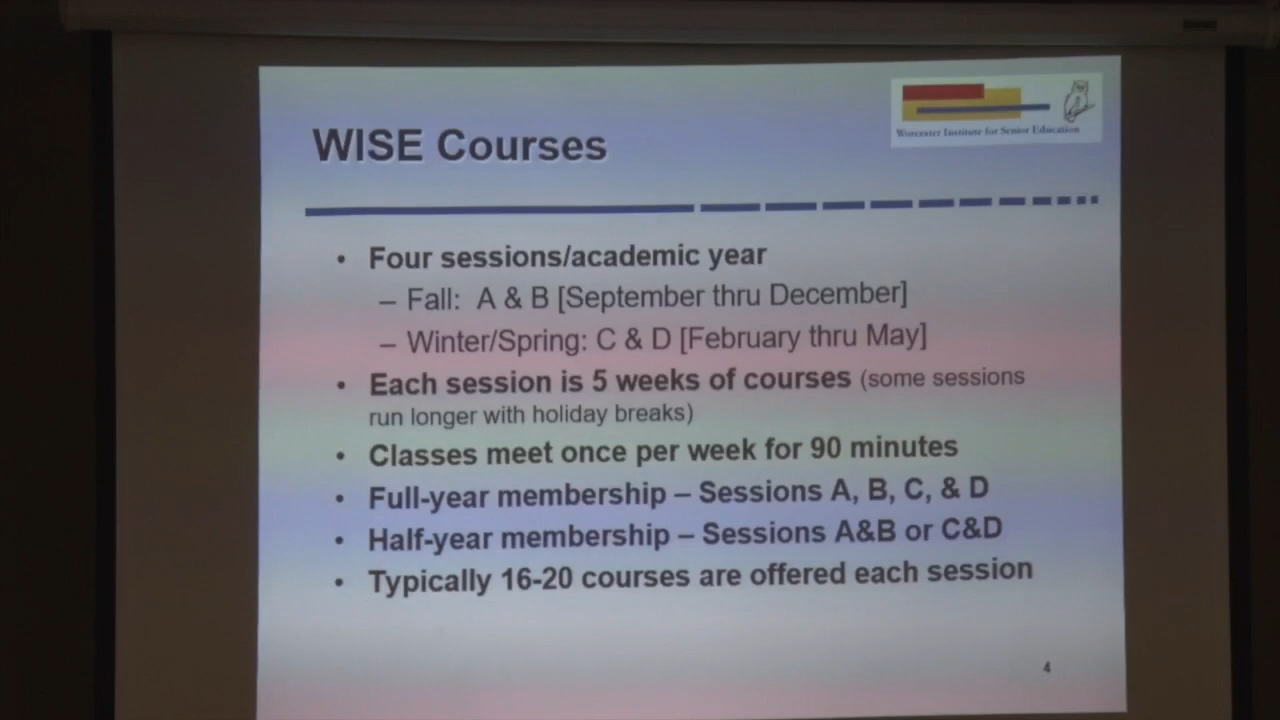 Worcester Institute for Senior Education
WISE Courses
• Four sessions/academic year
– Fall: A & B [September thru December]
– Winter/Spring: C & D [February thru May]
• Each session is 5 weeks of courses (some sessions
run longer with holiday breaks)
• Classes meet once per week for 90 minutes
• Full-year membership – Sessions A, B, C, & D
• Half-year membership – Sessions A&B or C&D
• Typically 16-20 courses are offered each session
4